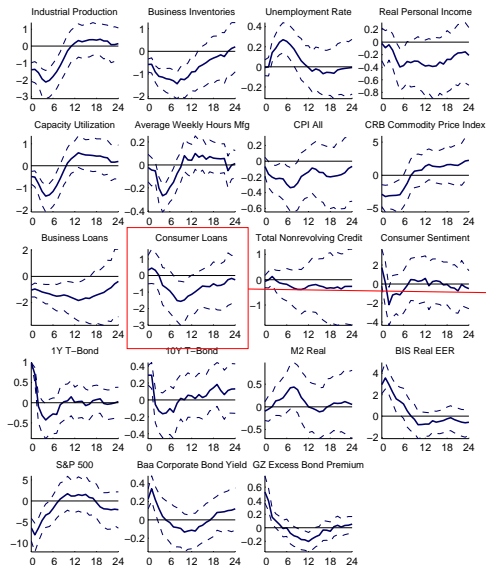 Industrial Production
1
0
−1
−2
−3
0 6 12 18 24
Business Inventories
1
0
−1
−2
0 6 12 18 24
Unemployment Rate
0.4
0.2
0
−0.2
0 6 12 18 24
Real Personal Income
0.2
0
−0.2
−0.4
−0.6
−0.8
0 6 12 18 24
Capacity Utilization
1
0
−1
−2
0 6 12 18 24
Average Weekly Hours Mfg
0.2
0
−0.2
−0.4
0 6 12 18 24
CPI All
0.2
0
−0.2
−0.4
−0.6
0 6 12 18 24
CRB Commodity Price Index
5
0
−5
0 6 12 18 24
Business Loans
2
0
−2
0 6 12 18 24
Consumer Loans
1
0
−1
−2
−3
0 6 12 18 24
Total Nonrevolving Credit
1
0
−1
0 6 12 18 24
Consumer Sentiment
2
0
−2
−4
0 6 12 18 24
1Y T−Bond
1
0.5
0
−0.5
0 6 12 18 24
10Y T−Bond
0.4
0.2
0
−0.2
−0.4
0 6 12 18 24
M2 Real
0.5
0
−0.5
0 6 12 18 24
BIS Real EER
4
2
0
−2
0 6 12 18 24
S&P 500
5
0
−5
−10
0 6 12 18 24
Baa Corporate Bond Yield
0.4
0.2
0
−0.2
0 6 12 18 24
GZ Excess Bond Premium
0.6
0.4
0.2
0
−0.2
0 6 12 18 24